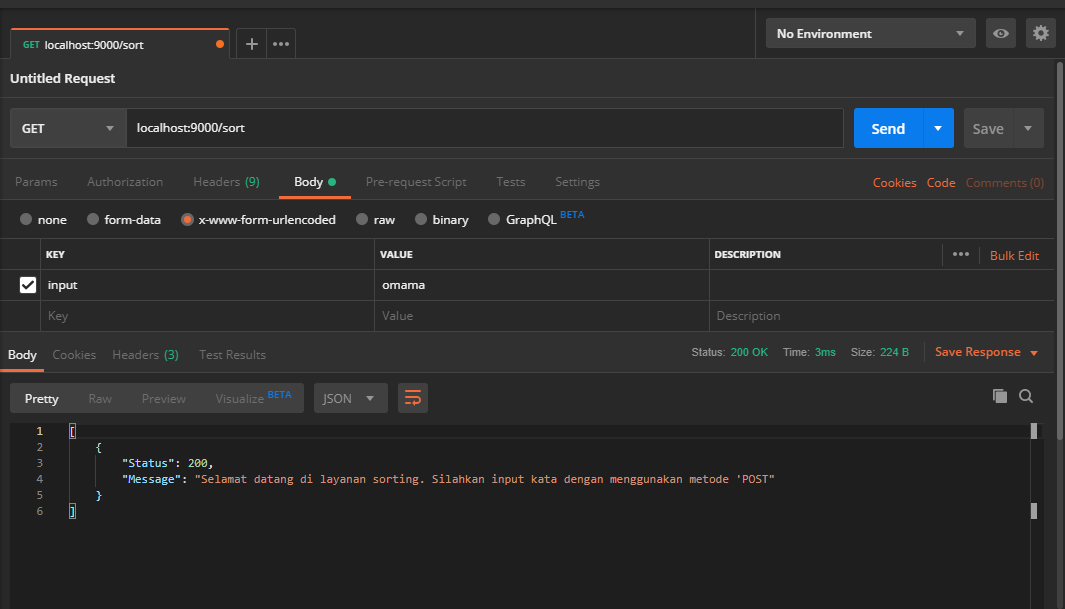 GET localhost:9000/sort
No Environment
Untitled Request
GET localhost:9000/sort Send Save
Params Authorization Headers (9) Body Pre-request Script Tests Settings Cookies Code Comments (0)
none form-data x-www-form-urlencoded raw binary GraphQL BETA
KEY VALUE DESCRIPTION Bulk Edit
input omama
Key Value Description
Body Cookies Headers (3) Test Results Status: 200 OK Time: 3ms Size: 224 B Save Response
Pretty Raw Preview Visualize BETA JSON
1 [
2 {
3 "Status": 200,
4 "Message": "Selamat datang di layanan sorting. Silahkan input kata dengan menggunakan metode 'POST"
5 }
6 ]